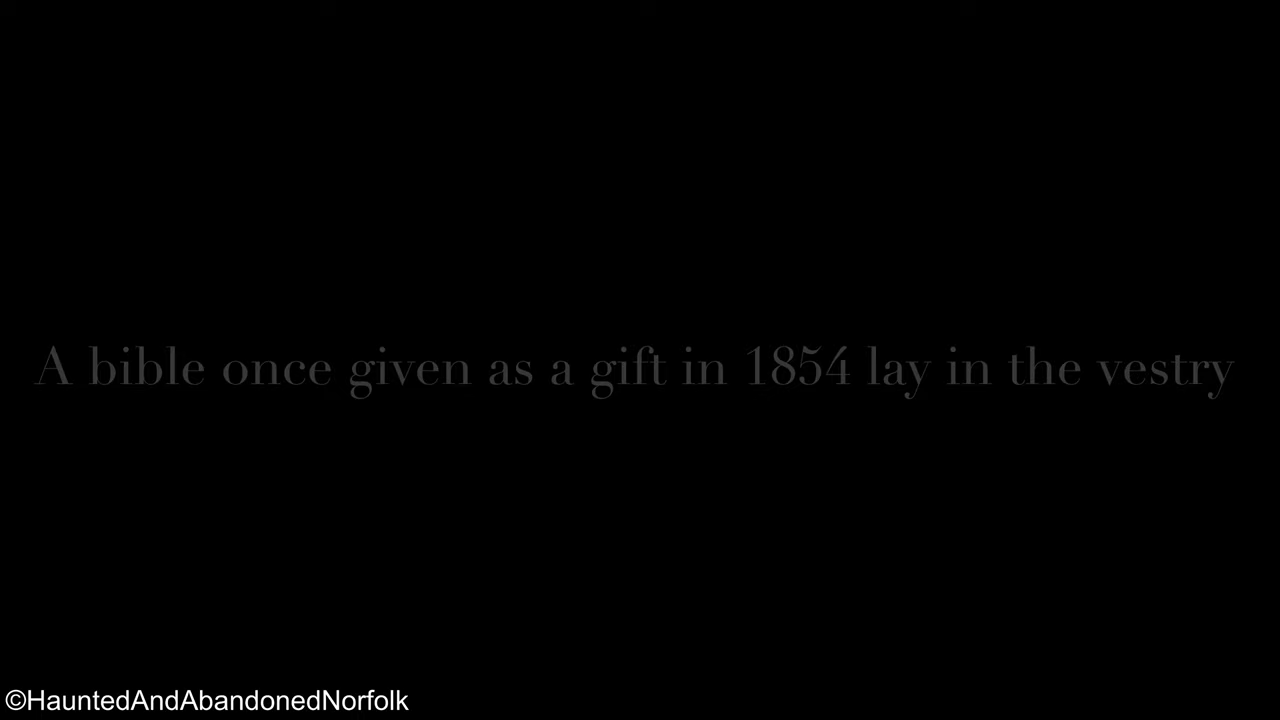 A bible once given as a gift in 1854 lay in the vestry
©HauntedAndAbandonedNorfolk